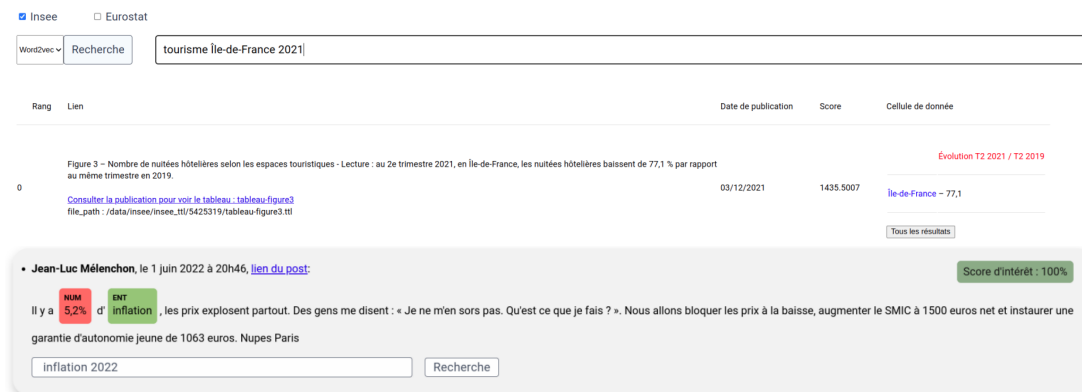 Insee Eurostat
Word2vec Recherche tourisme Île-de-France 2021
Rang Lien Date de publication Score Cellule de donnée
Évolution T2 2021 / T2 2019
Figure 3 – Nombre de nuitées hôtelières selon les espaces touristiques - Lecture : au 2e trimestre 2021, en Île-de-France, les nuitées hôtelières baissent de 77,1 % par rapport
au même trimestre en 2019.
0 03/12/2021 1435.5007 Île-de-France – 77,1
Consulter la publication pour voir le tableau : tableau-figure3
file_path : /data/insee/insee_ttl/5425319/tableau-figure3.ttl
Tous les résultats
• Jean-Luc Mélenchon, le 1 juin 2022 à 20h46, lien du post:
Score d'intérêt : 100%
NUM ENT
Il y a 5,2% d' inflation , les prix explosent partout. Des gens me disent : « Je ne m'en sors pas. Qu'est ce que je fais ? ». Nous allons bloquer les prix à la baisse, augmenter le SMIC à 1500 euros net et instaurer une
garantie d'autonomie jeune de 1063 euros. Nupes Paris
inflation 2022 Recherche